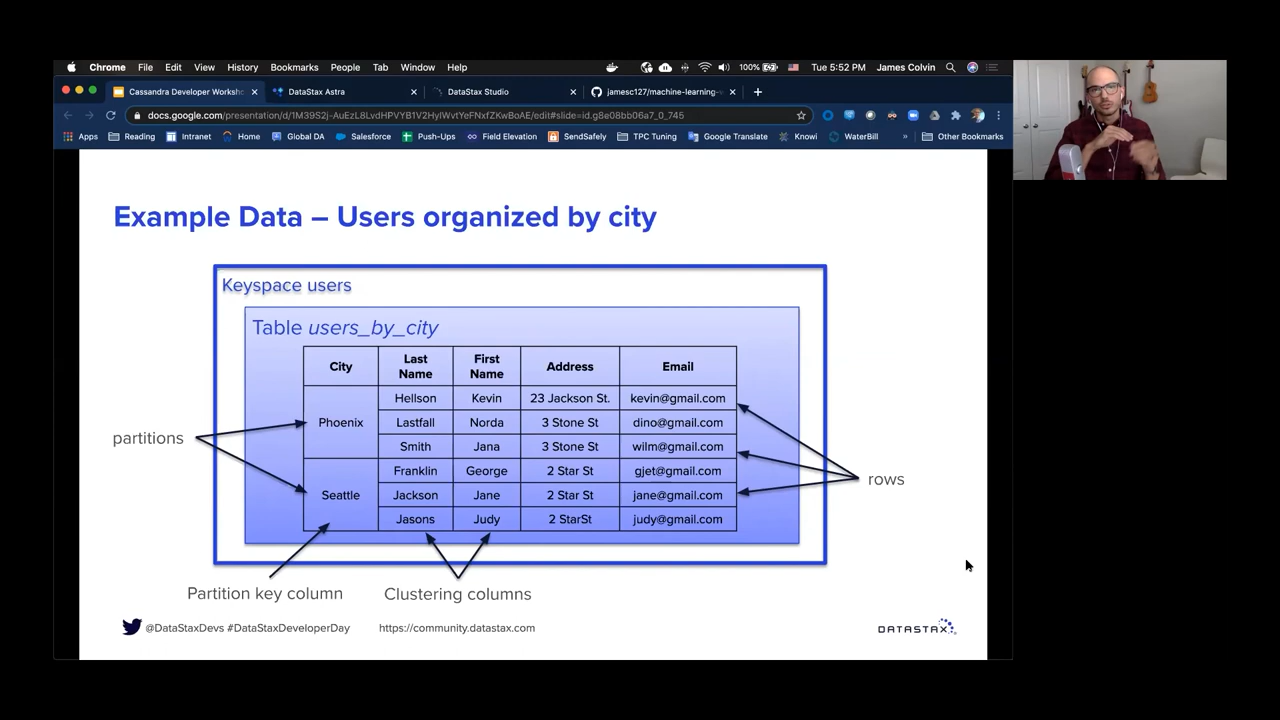 Chrome File Edit View History Bookmarks People Tab Window Help 100% Tue 5:52 PM James Colvin
Cassandra Developer Worksho DataStax Astra DataStax Studio jamesc127/machine-learning-
docs.google.com/presentation/d/1M39S2j-AuEzL8LvdHPVYB1V2HyIWvtYeFNxfZKwBoAE/edit#slide=id.g8e08bb06a7_0_745
Apps Reading Intranet Home Global DA Salesforce Push-Ups Field Elevation SendSafely TPC Tuning Google Translate Knowi WaterBill » Other Bookmarks
Example Data – Users organized by city
Keyspace users
Table users_by_city
City Last Name First Name Address Email
Hellson Kevin 23 Jackson St. kevin@gmail.com
Phoenix Lastfall Norda 3 Stone St dino@gmail.com
partitions
Smith Jana 3 Stone St wilm@gmail.com
Franklin George 2 Star St gjet@gmail.com
rows
Seattle Jackson Jane 2 Star St jane@gmail.com
Jasons Judy 2 StarSt judy@gmail.com
Partition key column Clustering columns
@DataStaxDevs #DataStaxDeveloperDay https://community.datastax.com DATASTAX